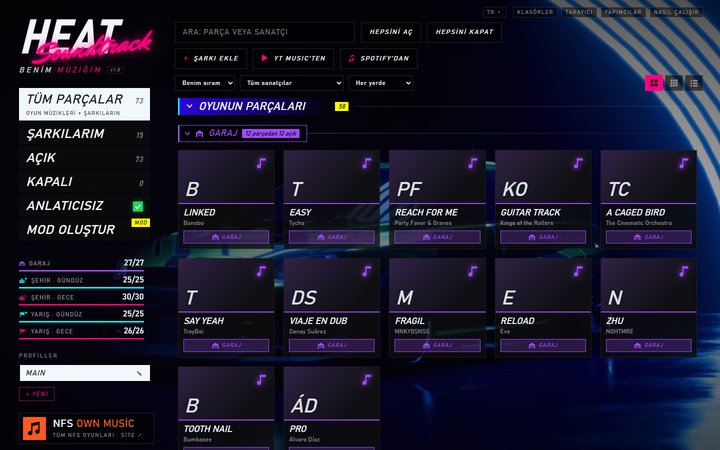 HEAT
Soundtrack
BENİM MÜZİĞİM v1.0
TÜM PARÇALAR 73
OYUN MÜZİKLERİ + ŞARKILARIN
ŞARKILARIM 15
AÇIK 73
KAPALI 0
ANLATICISIZ
MOD OLUŞTUR MOD
GARAJ 27/27
ŞEHİR · GÜNDÜZ 25/25
ŞEHİR · GECE 30/30
YARIŞ · GÜNDÜZ 25/25
YARIŞ · GECE 26/26
PROFİLLER
MAIN
+ YENİ
NFS OWN MUSIC
TÜM NFS OYUNLARI · SİTE ↗
TR
KLASÖRLER
TARAYICI
YAPIMCILAR
NASIL ÇALIŞIR
ARA: PARÇA VEYA SANATÇI
HEPSİNİ AÇ
HEPSİNİ KAPAT
+ ŞARKI EKLE
YT MUSIC'TEN
SPOTIFY'DAN
Benim sıram
Tüm sanatçılar
Her yerde
OYUNUN PARÇALARI 58
GARAJ 12 parçadan 12 açık
B
LINKED
Bonobo
GARAJ
T
EASY
Tycho
GARAJ
PF
REACH FOR ME
Party Favor & Graves
GARAJ
KO
GUITAR TRACK
Kings of the Rollers
GARAJ
TC
A CAGED BIRD
The Cinematic Orchestra
GARAJ
T
SAY YEAH
TroyBoi
GARAJ
DS
VIAJE EN DUB
Danay Suárez
GARAJ
M
FRAGIL
MNKYBSNSS
GARAJ
E
RELOAD
Eve
GARAJ
N
ZHU
NGHTMRE
GARAJ
B
TOOTH NAIL
Bumbasee
ÁD
PRO
Álvaro Díaz